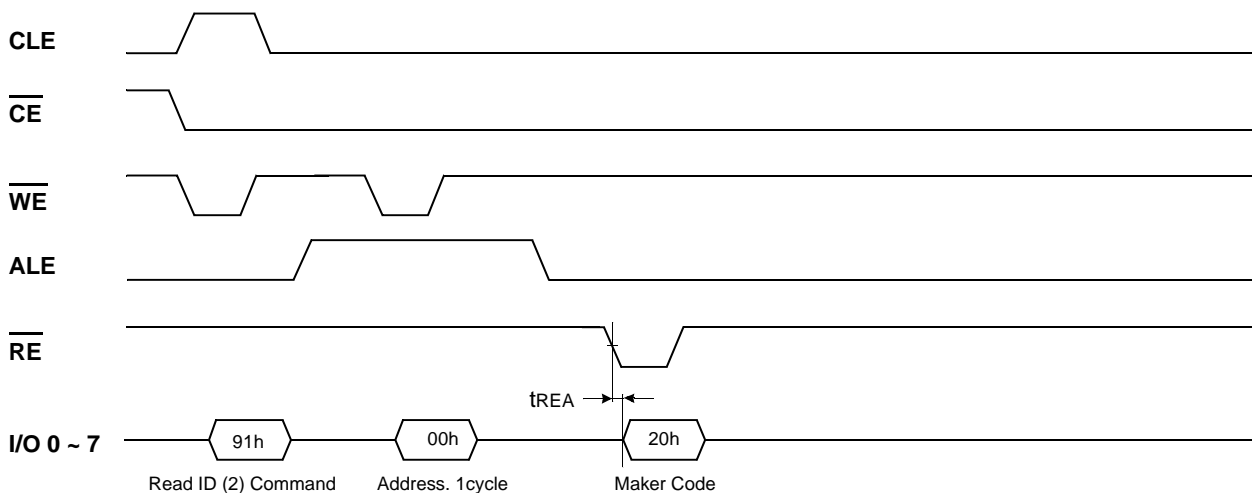 CLE
CE
WE
ALE
RE
tREA
I/O 0 ~ 7
91h
00h
20h
Read ID (2) Command
Address. 1cycle
Maker Code